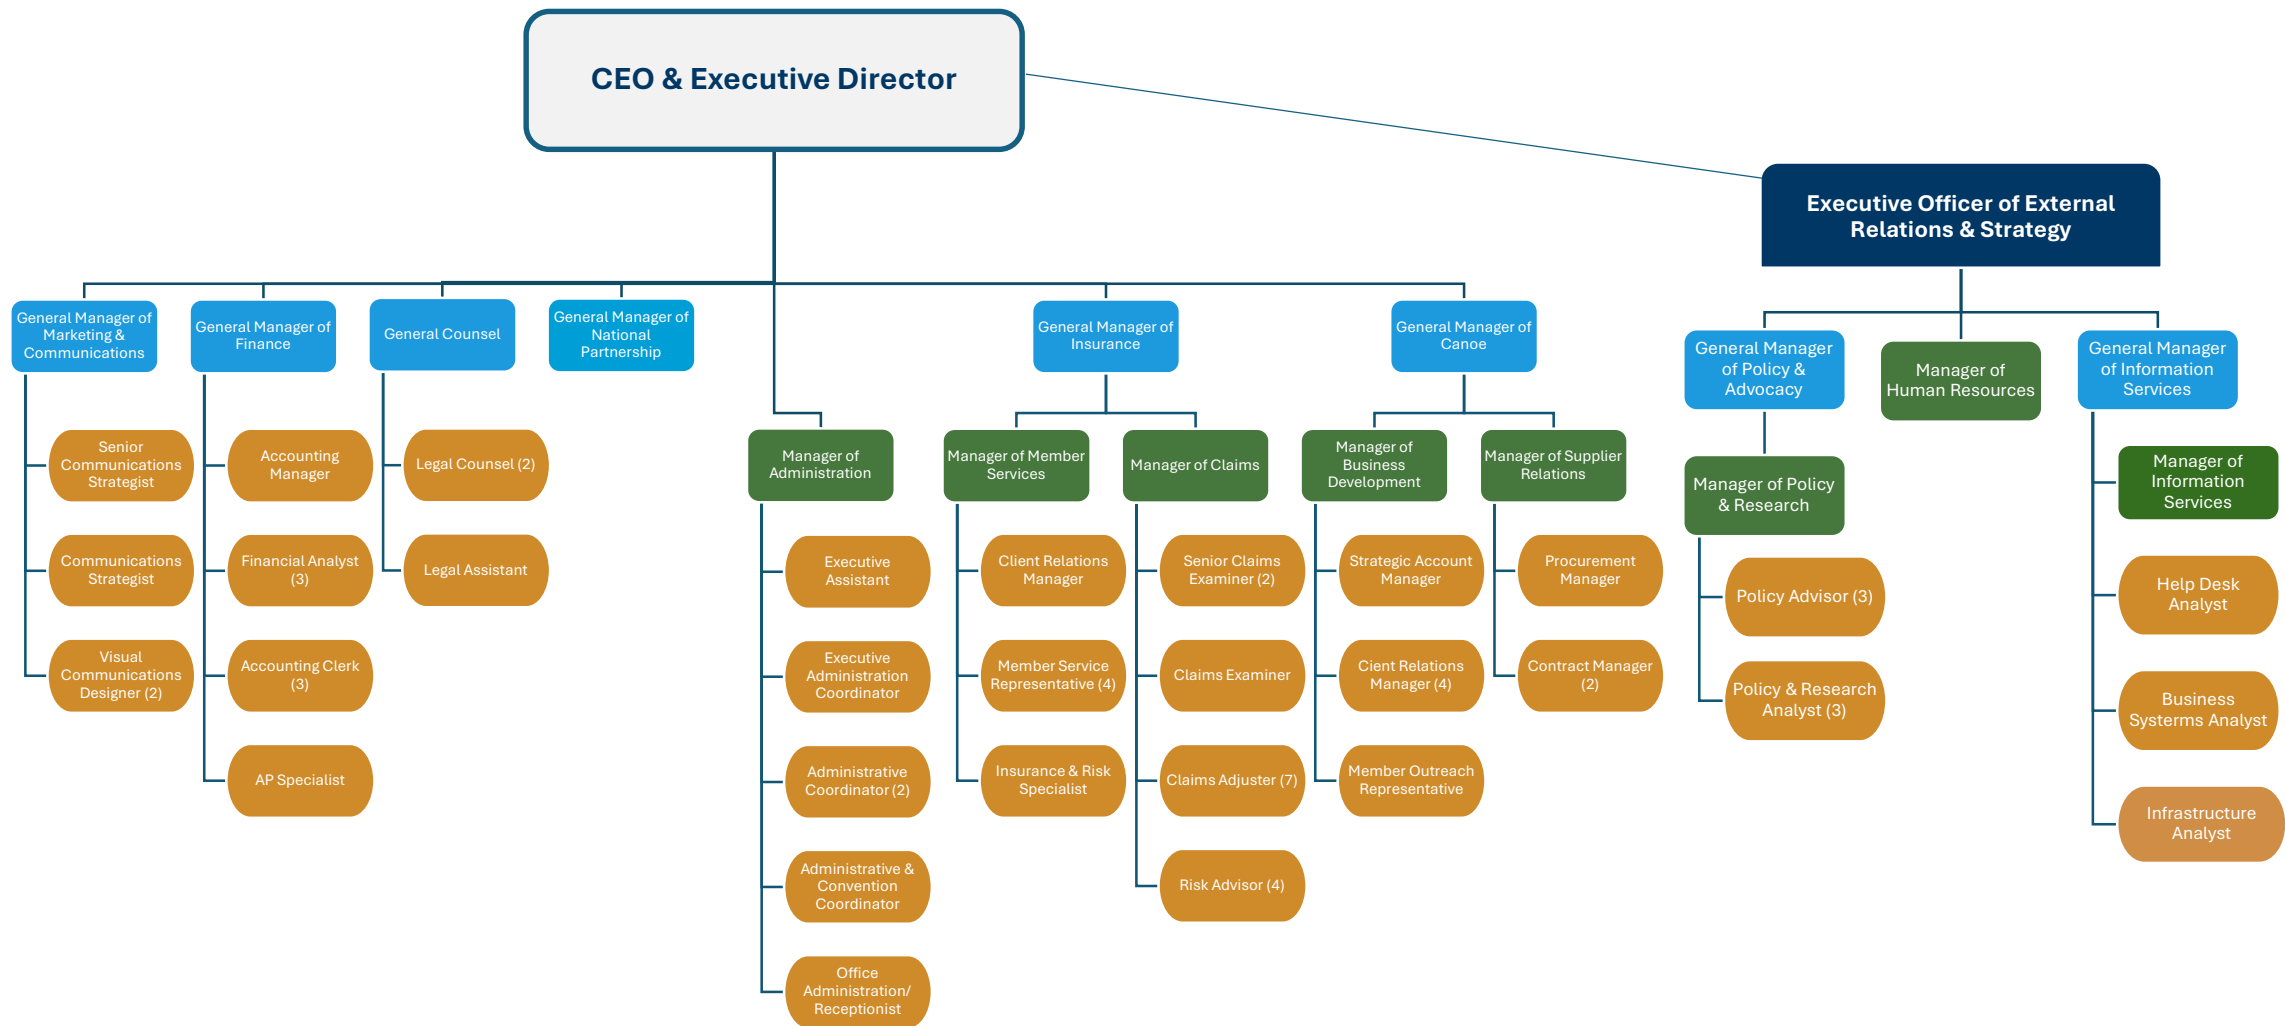 CEO & Executive Director
Executive Officer of External
Relations & Strategy
General Manager of
Marketing &
Communications
General Manager of
Finance
General Counsel
General Manager of
National
Partnership
General Manager of
Insurance
General Manager of
Canoe
General Manager
of Policy &
Advocacy
Manager of
Human Resources
General Manager
of Information
Services
Senior
Communications
Strategist
Communications
Strategist
Visual
Communications
Designer (2)
Accounting
Manager
Financial Analyst
(3)
Accounting Clerk
(3)
AP Specialist
Legal Counsel (2)
Legal Assistant
Manager of
Administration
Executive
Assistant
Executive
Administration
Coordinator
Administrative
Coordinator (2)
Administrative &
Convention
Coordinator
Office
Administration/
Receptionist
Manager of Member
Services
Client Relations
Manager
Member Service
Representative (4)
Insurance & Risk
Specialist
Manager of Claims
Senior Claims
Examiner (2)
Claims Examiner
Claims Adjuster (7)
Risk Advisor (4)
Manager of
Business
Development
Strategic Account
Manager
Cient Relations
Manager (4)
Member Outreach
Representative
Manager of Supplier
Relations
Procurement
Manager
Contract Manager
(2)
Manager of Policy
& Research
Policy Advisor (3)
Policy & Research
Analyst (3)
Manager of
Information
Services
Help Desk
Analyst
Business
Systerms Analyst
Infrastructure
Analyst